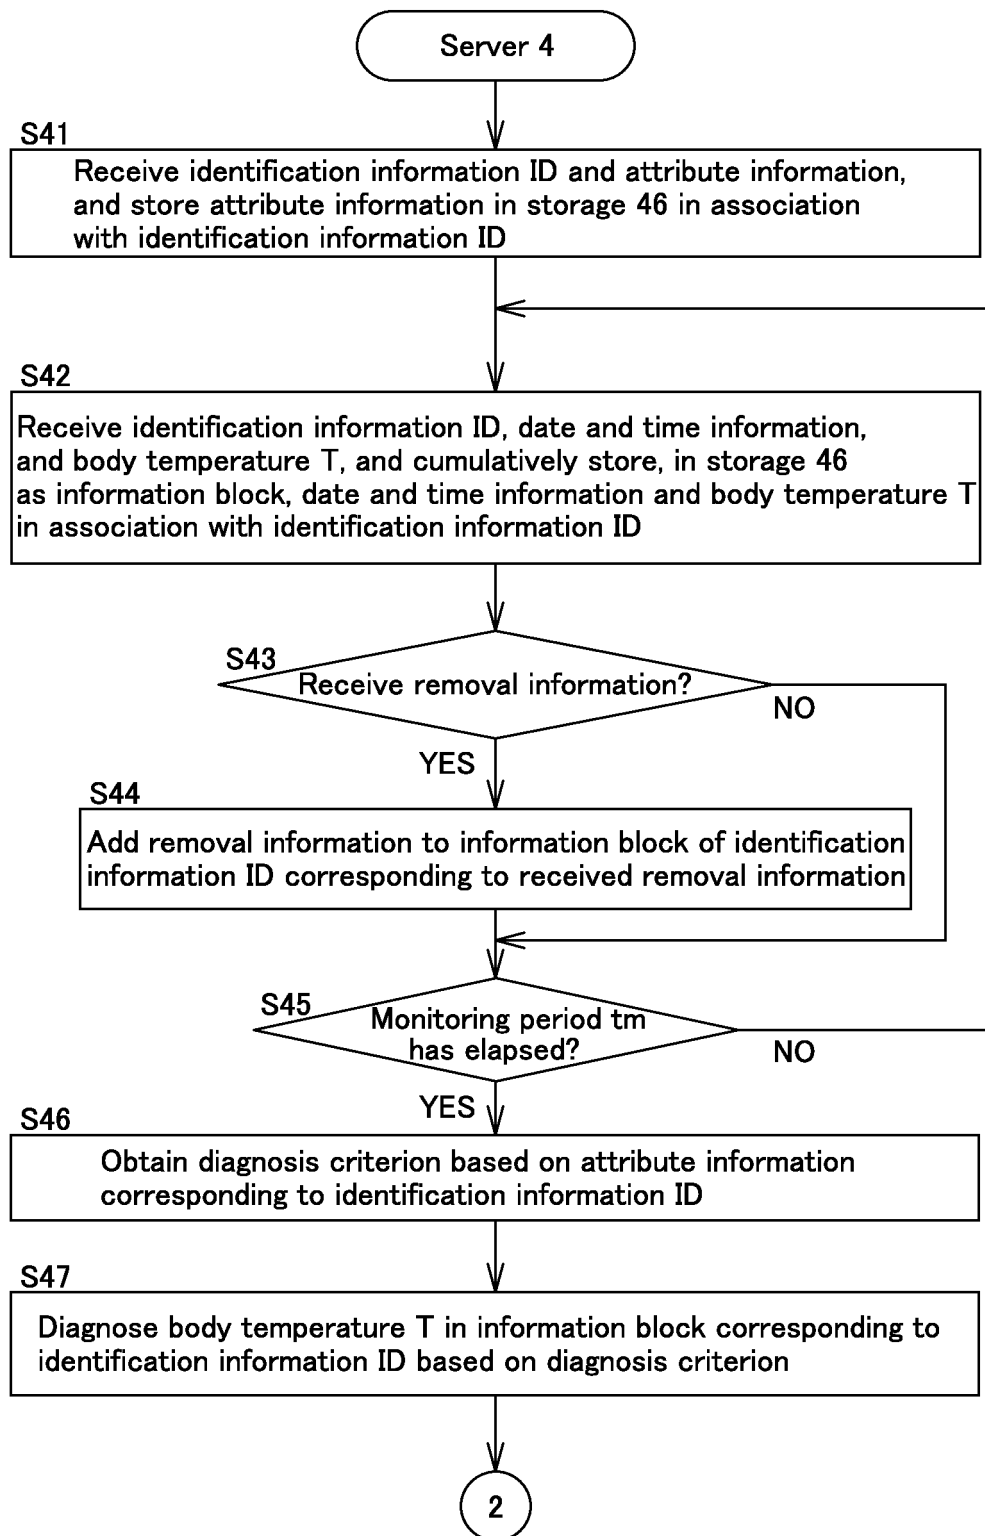 Server 4
S41
Receive identification information ID and attribute information,
and store attribute information in storage 46 in association
with identification information ID
S42
Receive identification information ID, date and time information,
and body temperature T, and cumulatively store, in storage 46
as information block, date and time information and body temperature T
in association with identification information ID
S43
Receive removal information?
NO
YES
S44
Add removal information to information block of identification
information ID corresponding to received removal information
S45
Monitoring period tm
has elapsed?
NO
YES
S46
Obtain diagnosis criterion based on attribute information
corresponding to identification information ID
S47
Diagnose body temperature T in information block corresponding to
identification information ID based on diagnosis criterion
2